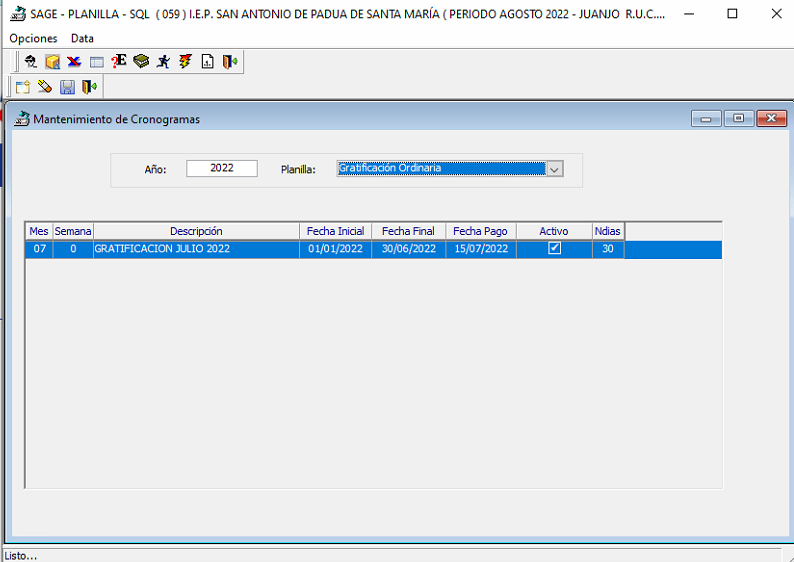 SAGE - PLANILLA - SQL ( 059 ) I.E.P. SAN ANTONIO DE PADUA DE SANTA MARÍA ( PERIODO AGOSTO 2022 - JUANJO R.U.C....
Opciones Data
Mantenimiento de Cronogramas
Año: 2022 Planilla: Gratificación Ordinaria
Mes Semana Descripción Fecha Inicial Fecha Final Fecha Pago Activo Ndias
07 0 GRATIFICACION JULIO 2022 01/01/2022 30/06/2022 15/07/2022 30
Listo...